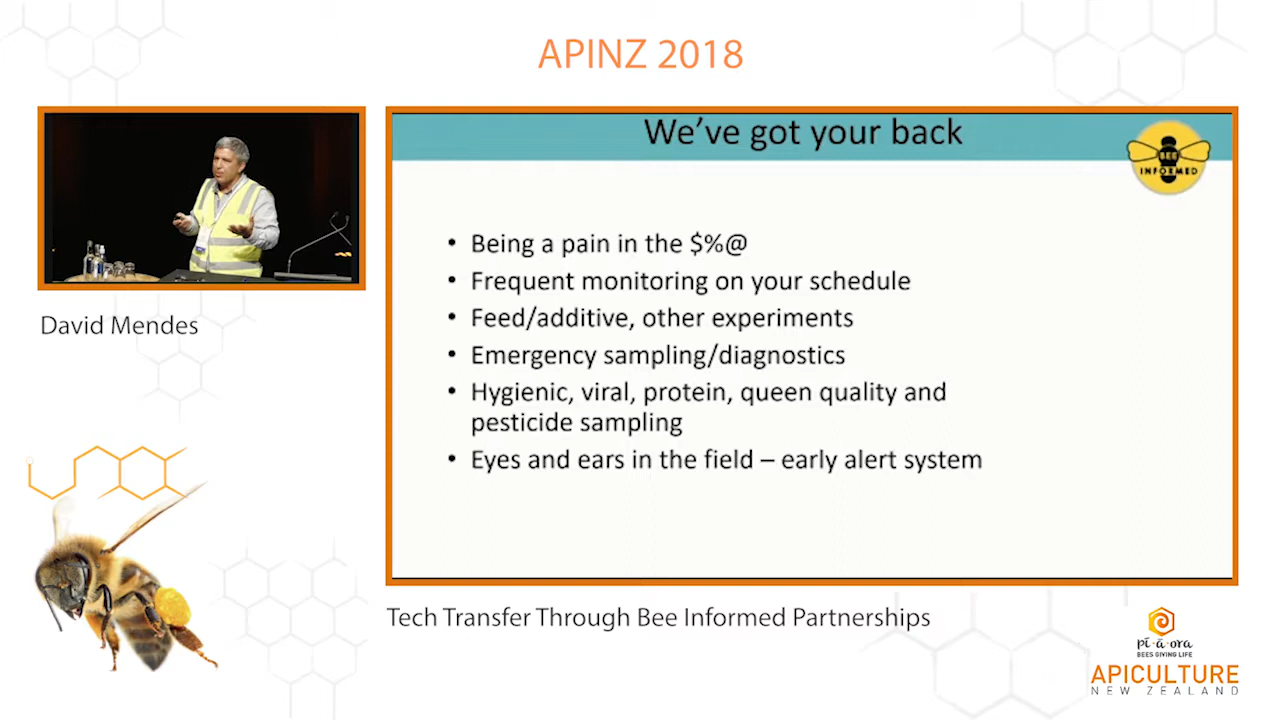 APINZ 2018
We've got your back
BEE
INFORMED
• Being a pain in the $%@
• Frequent monitoring on your schedule
• Feed/additive, other experiments
• Emergency sampling/diagnostics
• Hygienic, viral, protein, queen quality and
pesticide sampling
• Eyes and ears in the field – early alert system
David Mendes
Tech Transfer Through Bee Informed Partnerships
pī-ā-ora
BEES GIVING LIFE
APICULTURE
NEW ZEALAND